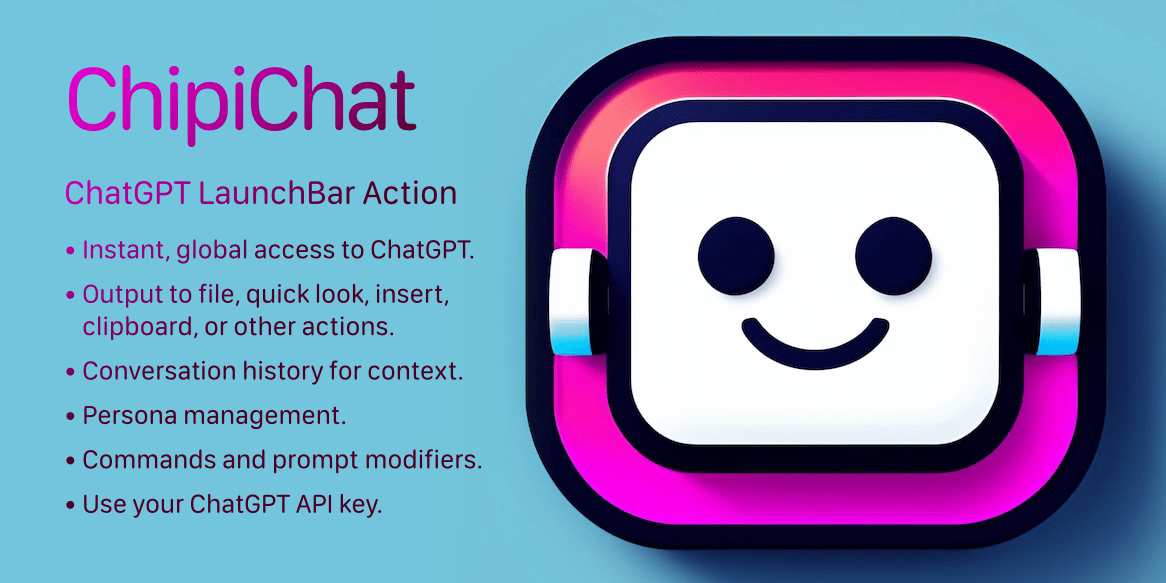 ChipiChat
ChatGPT LaunchBar Action
• Instant, global access to ChatGPT.
• Output to file, quick look, insert,
clipboard, or other actions.
• Conversation history for context.
• Persona management.
• Commands and prompt modifiers.
• Use your ChatGPT API key.